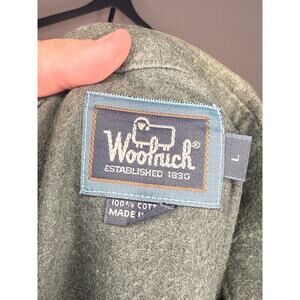 Woolrich®
ESTABLISHED 1830
L
100% COTT
MADE I